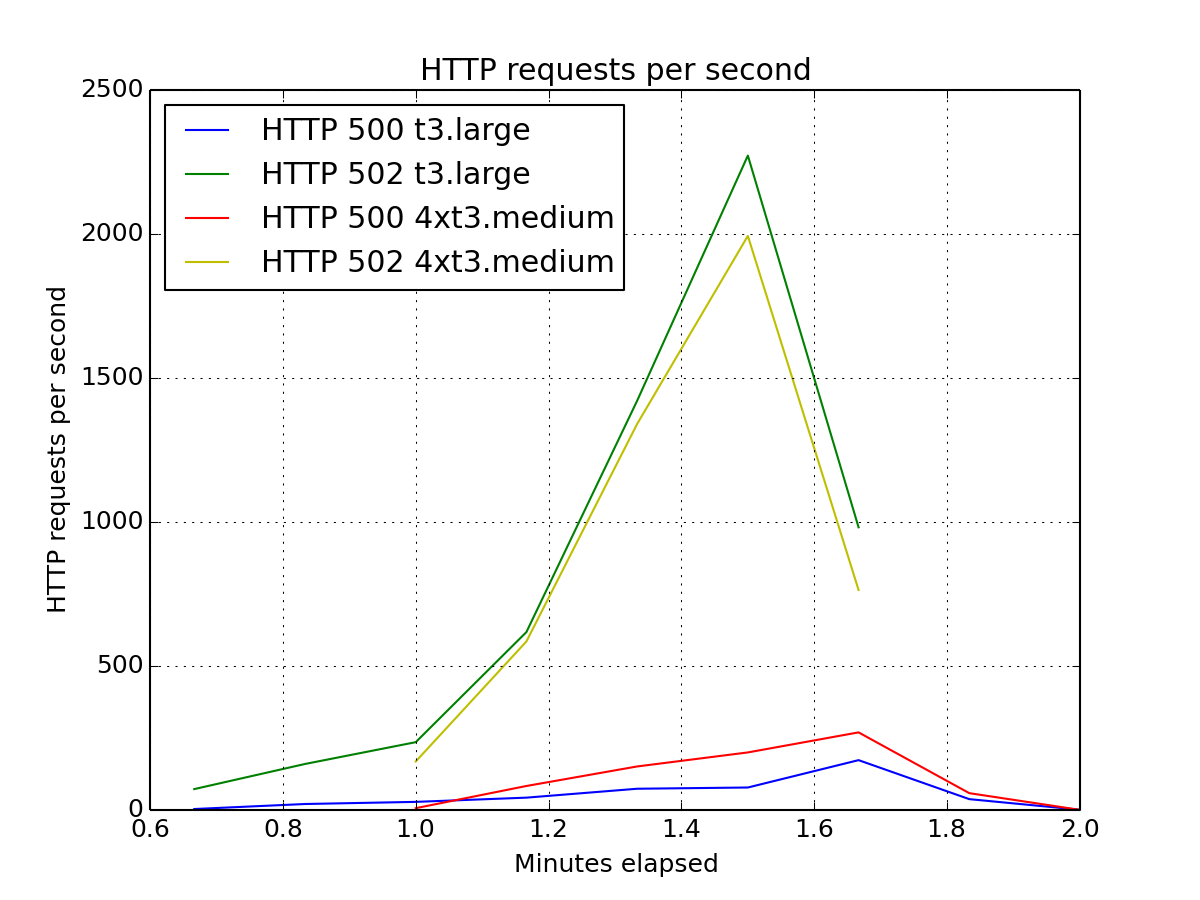 HTTP requests per second
2500
2000
1500
1000
500
0
HTTP requests per second
HTTP 500 t3.large
HTTP 502 t3.large
HTTP 500 4xt3.medium
HTTP 502 4xt3.medium
0.6 0.8 1.0 1.2 1.4 1.6 1.8 2.0
Minutes elapsed